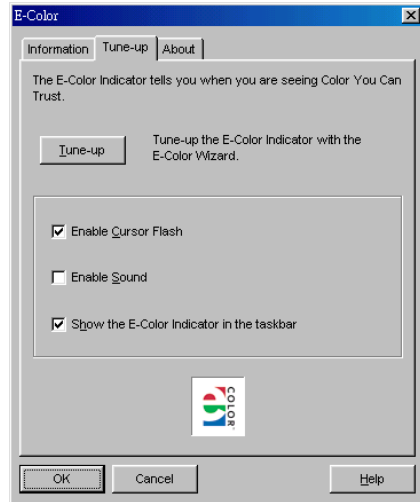 E-Color
Information Tune-up About
The E-Color Indicator tells you when you are seeing Color You Can
Trust.
Tune-up
Tune-up the E-Color Indicator with the
E-Color Wizard.
Enable Cursor Flash
Enable Sound
Show the E-Color Indicator in the taskbar
COLOR
OK Cancel Help